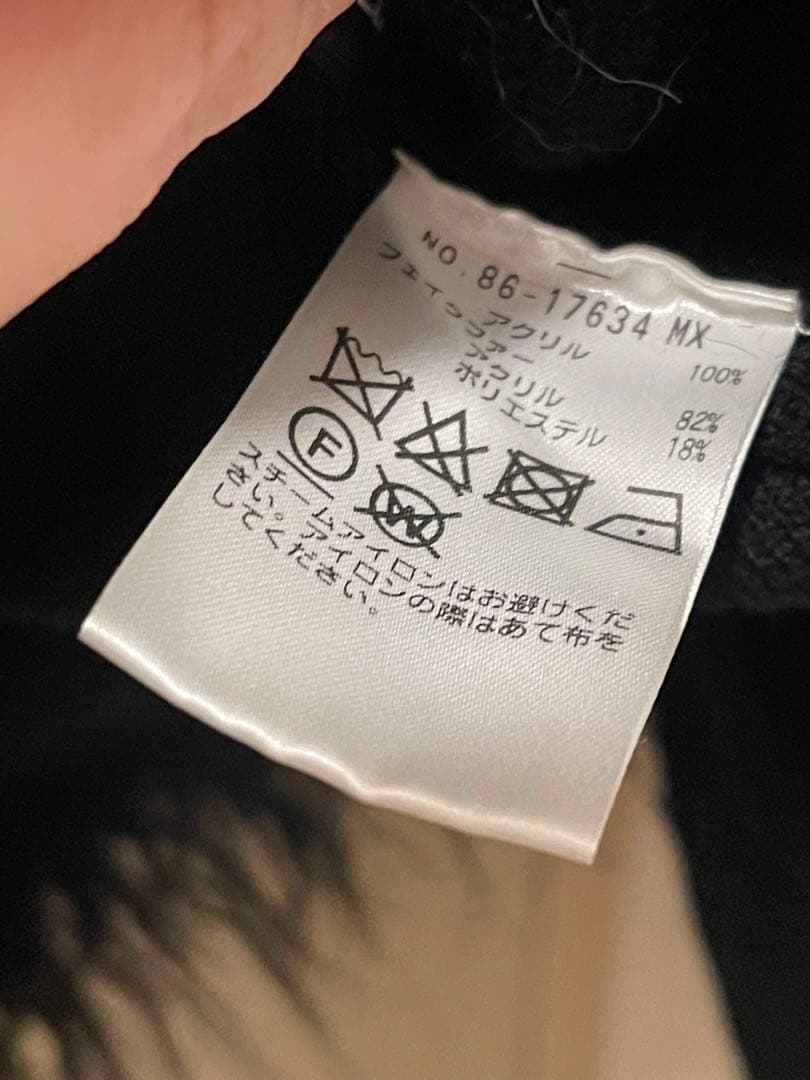 NO.86-17634 MX
アクリル 100%
フェイクファー
アクリル 82%
ポリエステル 18%
F
W
スチームアイロンはお避けくだ
さい。アイロンの際はあて布を
してください。